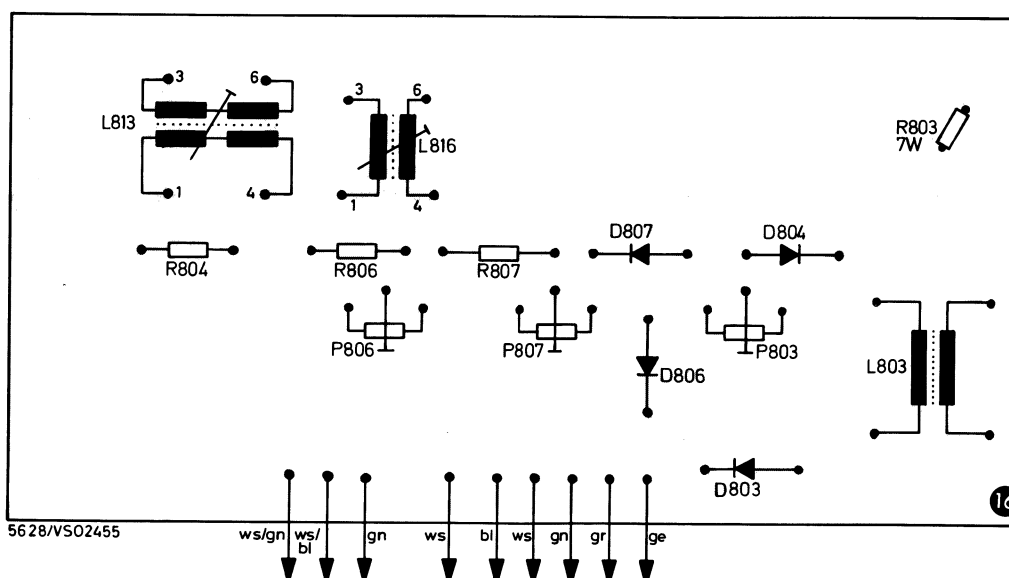 3 6
L813
1 4
3 6
L816
1 4
R803
7W
R804
R806
R807
D807
D804
P806
P807
P803
D806
L803
D803
5628/VS02455
ws/gn ws/bl gn ws bl ws gn gr ge